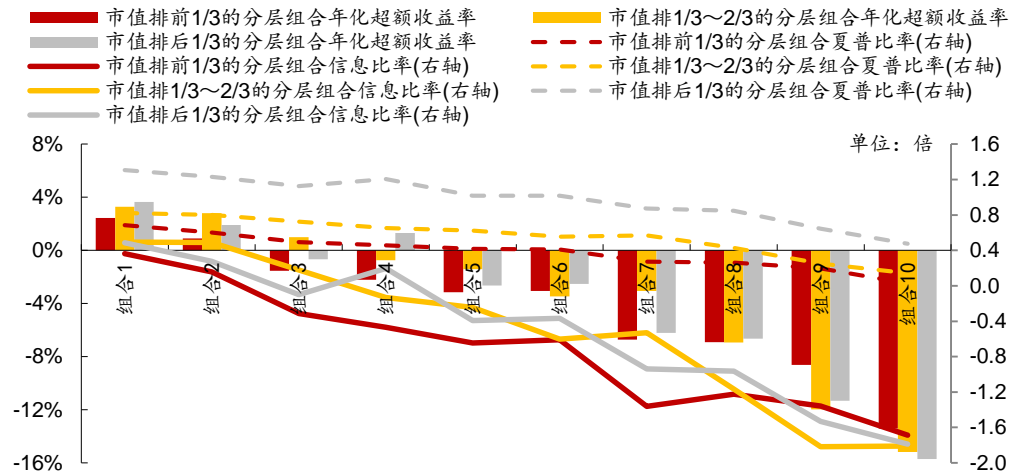 市值排前1/3的分层组合年化超额收益率
市值排1/3～2/3的分层组合年化超额收益率
市值排后1/3的分层组合年化超额收益率
市值排前1/3的分层组合夏普比率(右轴)
市值排前1/3的分层组合信息比率(右轴)
市值排1/3～2/3的分层组合夏普比率(右轴)
市值排1/3～2/3的分层组合信息比率(右轴)
市值排后1/3的分层组合夏普比率(右轴)
市值排后1/3的分层组合信息比率(右轴)
单位：倍
8%
4%
0%
-4%
-8%
-12%
-16%
1.6
1.2
0.8
0.4
0.0
-0.4
-0.8
-1.2
-1.6
-2.0
组合1
组合2
组合3
组合4
组合5
组合6
组合7
组合8
组合9
组合10